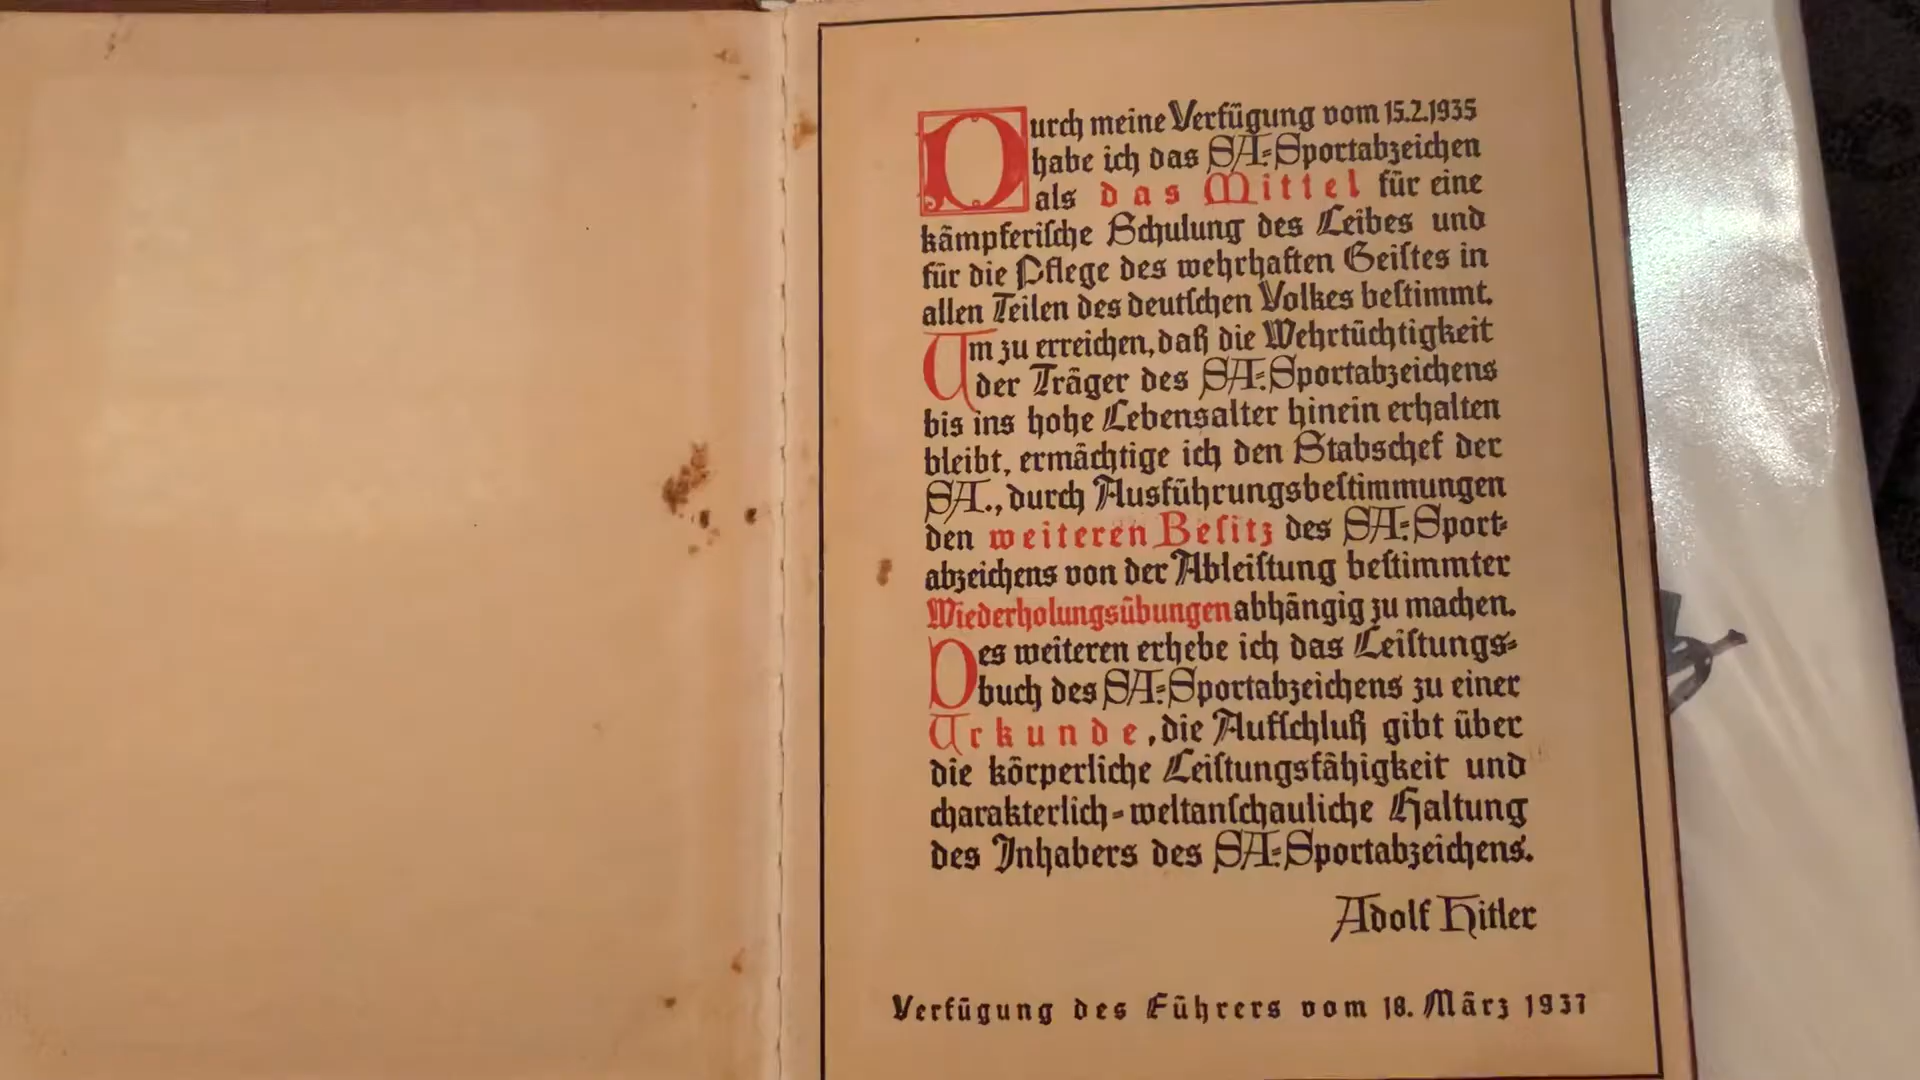 Durch meine Verfügung vom 15.2.1935
habe ich das SA=Sportabzeichen
als das Mittel für eine
kämpferiſche Schulung des Leibes und
für die Pflege des wehrhaften Geiſtes in
allen Teilen des deutſchen Volkes beſtimmt.
Um zu erreichen, daß die Wehrtüchtigkeit
der Träger des SA=Sportabzeichens
bis ins hohe Lebensalter hinein erhalten
bleibt, ermächtige ich den Stabschef der
SA., durch Ausführungsbeſtimmungen
den weiteren Beſitz des SA=Sport=
abzeichens von der Ableiſtung beſtimmter
Wiederholungsübungen abhängig zu machen.
Des weiteren erhebe ich das Leiſtungs=
buch des SA=Sportabzeichens zu einer
Urkunde, die Aufſchluß gibt über
die körperliche Leiſtungsfähigkeit und
charakterlich=weltanſchauliche Haltung
des Inhabers des SA=Sportabzeichens.
Adolf Hitler
Verfügung des Führers vom 18. März 1937